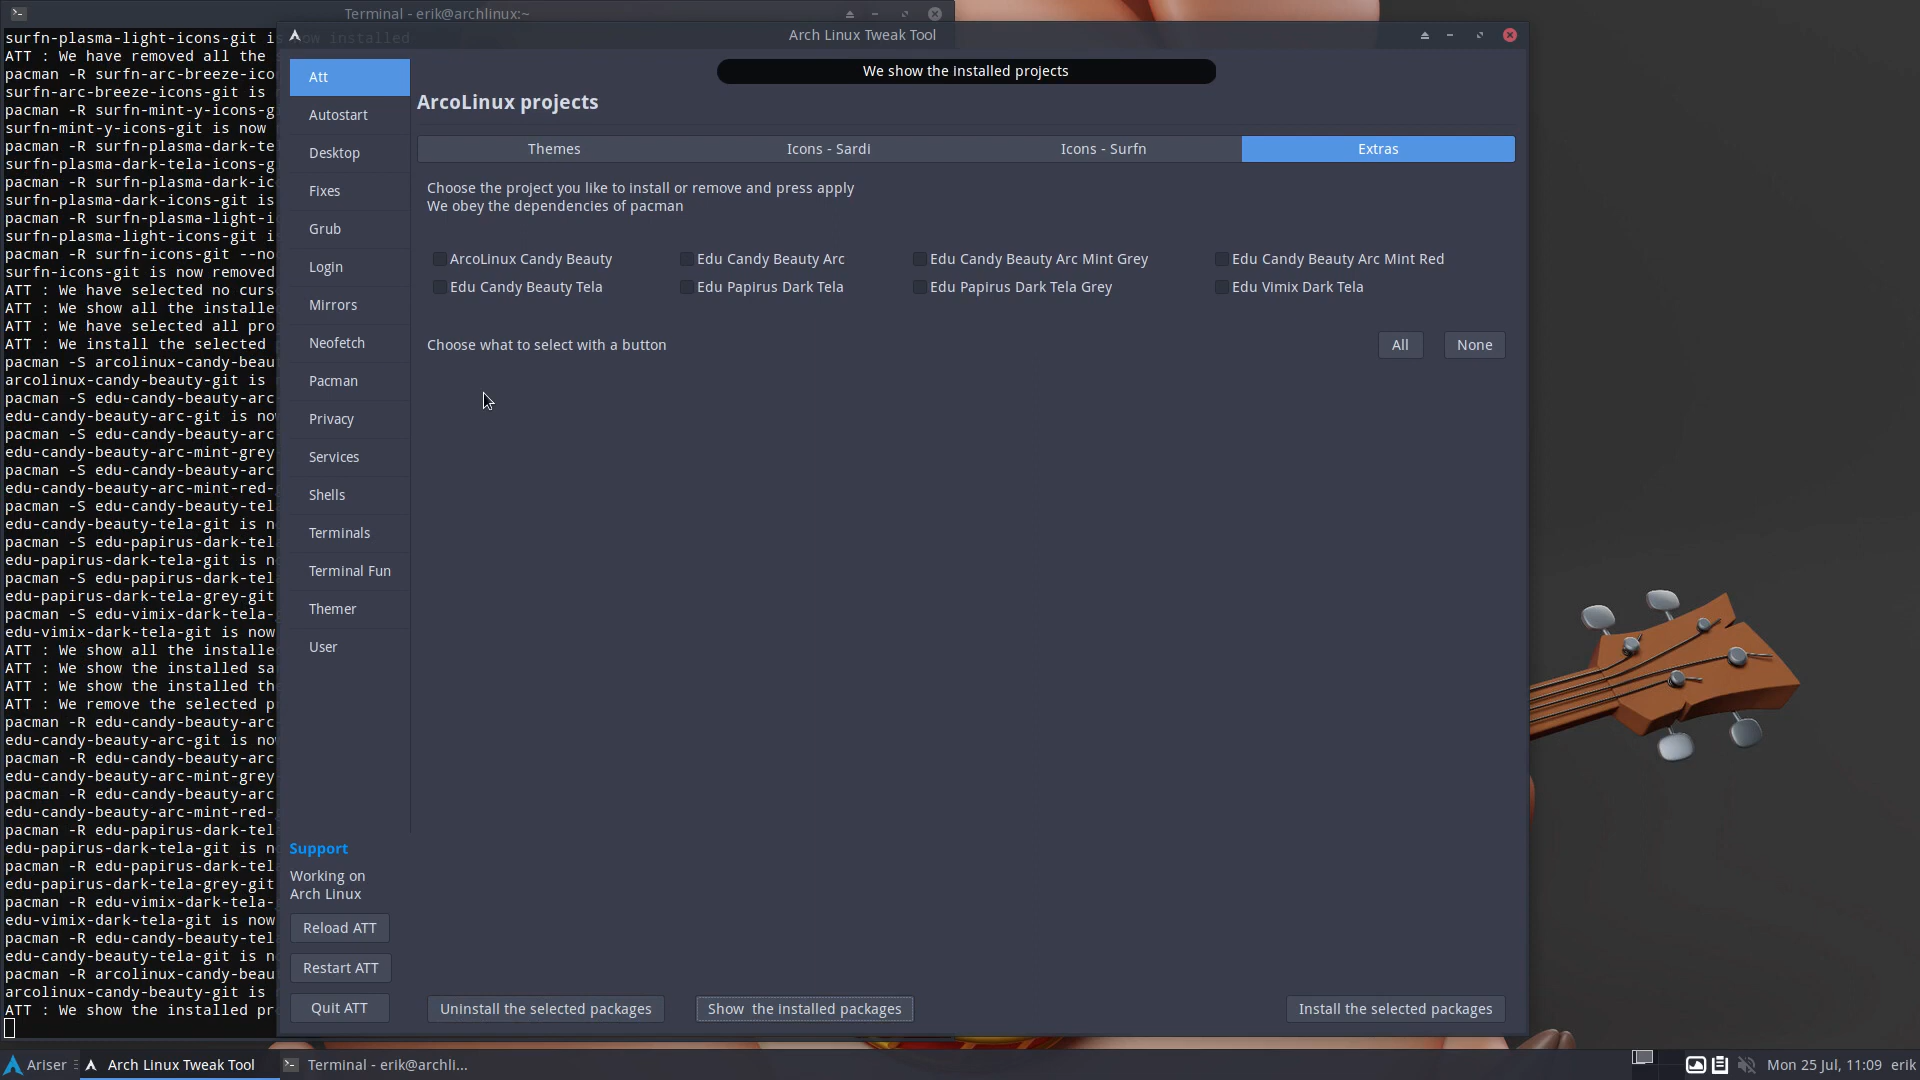 Terminal - erik@archlinux:~
surfn-plasma-light-icons-git is now installed
ATT : We have removed all the
pacman -R surfn-arc-breeze-ico
surfn-arc-breeze-icons-git is
pacman -R surfn-mint-y-icons-g
surfn-mint-y-icons-git is now
pacman -R surfn-plasma-dark-te
surfn-plasma-dark-tela-icons-g
pacman -R surfn-plasma-dark-ic
surfn-plasma-dark-icons-git is
pacman -R surfn-plasma-light-i
surfn-plasma-light-icons-git i
pacman -R surfn-icons-git --no
surfn-icons-git is now removed
ATT : We have selected no curs
ATT : We show all the installe
ATT : We have selected all pro
ATT : We install the selected
pacman -S arcolinux-candy-beau
arcolinux-candy-beauty-git is
pacman -S edu-candy-beauty-arc
edu-candy-beauty-arc-git is now
pacman -S edu-candy-beauty-arc
edu-candy-beauty-arc-mint-grey
pacman -S edu-candy-beauty-arc
edu-candy-beauty-arc-mint-red-
pacman -S edu-candy-beauty-tel
edu-candy-beauty-tela-git is n
pacman -S edu-papirus-dark-tel
edu-papirus-dark-tela-git is n
pacman -S edu-papirus-dark-tel
edu-papirus-dark-tela-grey-git
pacman -S edu-vimix-dark-tela-
edu-vimix-dark-tela-git is now
ATT : We show all the installe
ATT : We show the installed sa
ATT : We show the installed th
ATT : We remove the selected p
pacman -R edu-candy-beauty-arc
edu-candy-beauty-arc-git is now
pacman -R edu-candy-beauty-arc
edu-candy-beauty-arc-mint-grey
pacman -R edu-candy-beauty-arc
edu-candy-beauty-arc-mint-red-
pacman -R edu-papirus-dark-tel
edu-papirus-dark-tela-git is n
pacman -R edu-papirus-dark-tel
edu-papirus-dark-tela-grey-git
pacman -R edu-vimix-dark-tela-
edu-vimix-dark-tela-git is now
pacman -R edu-candy-beauty-tel
edu-candy-beauty-tela-git is n
pacman -R arcolinux-candy-beau
arcolinux-candy-beauty-git is
ATT : We show the installed pr
Arch Linux Tweak Tool
Att
Autostart
Desktop
Fixes
Grub
Login
Mirrors
Neofetch
Pacman
Privacy
Services
Shells
Terminals
Terminal Fun
Themer
User
Support
Working on
Arch Linux
Reload ATT
Restart ATT
Quit ATT
We show the installed projects
ArcoLinux projects
Themes Icons - Sardi Icons - Surfn Extras
Choose the project you like to install or remove and press apply
We obey the dependencies of pacman
ArcoLinux Candy Beauty Edu Candy Beauty Arc Edu Candy Beauty Arc Mint Grey Edu Candy Beauty Arc Mint Red
Edu Candy Beauty Tela Edu Papirus Dark Tela Edu Papirus Dark Tela Grey Edu Vimix Dark Tela
Choose what to select with a button All None
Uninstall the selected packages Show the installed packages Install the selected packages
Ariser Arch Linux Tweak Tool Terminal - erik@archli... Mon 25 Jul, 11:09 erik